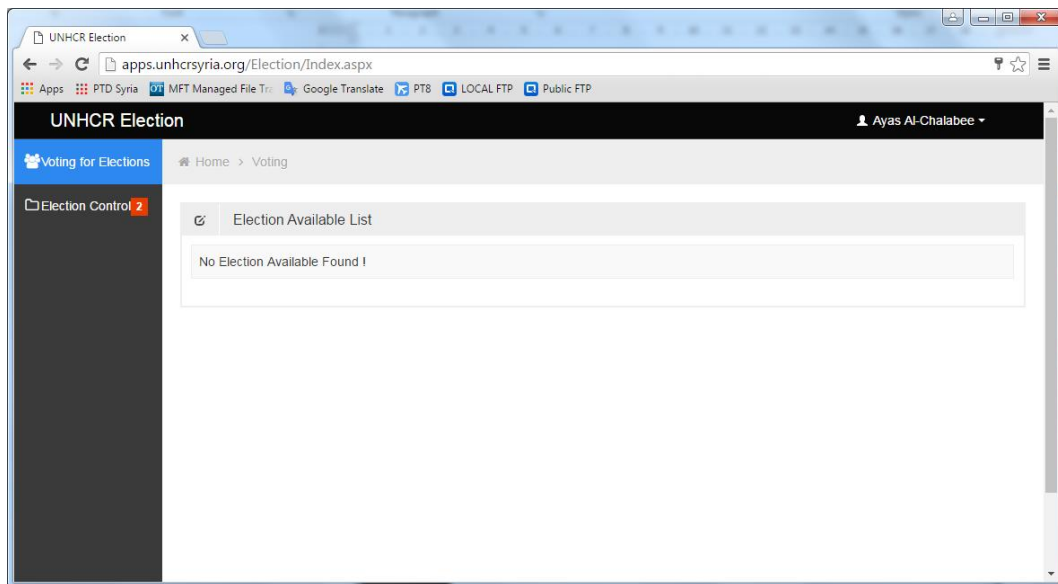 UNHCR Election
apps.unhcrsyria.org/Election/Index.aspx
Apps PTD Syria OT MFT Managed File Tra Google Translate PT8 LOCAL FTP Public FTP
UNHCR Election Ayas Al-Chalabee
Voting for Elections Home > Voting
Election Control 2
Election Available List
No Election Available Found !